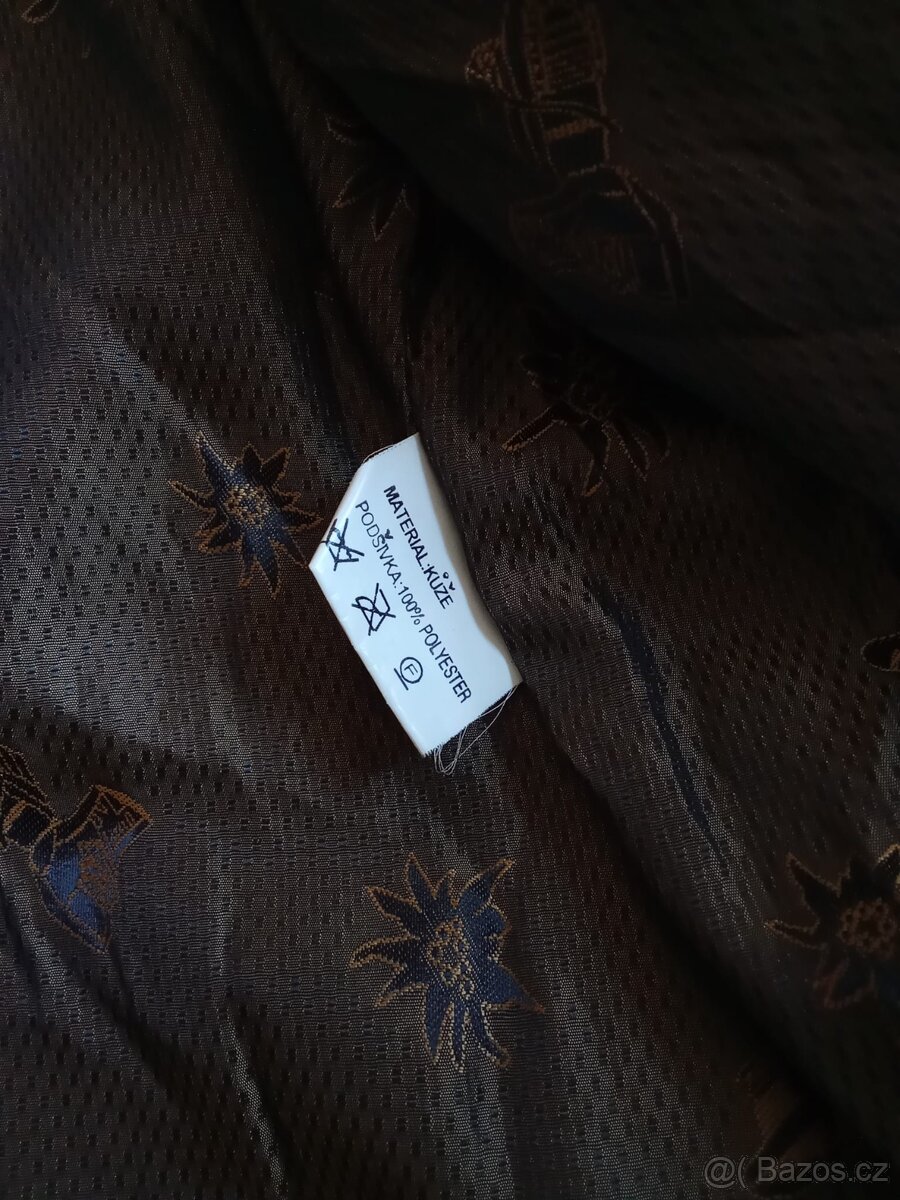 MATERIAL:KŮŽE
PODŠÍVKA:100% POLYESTER
F
@( Bazos.cz